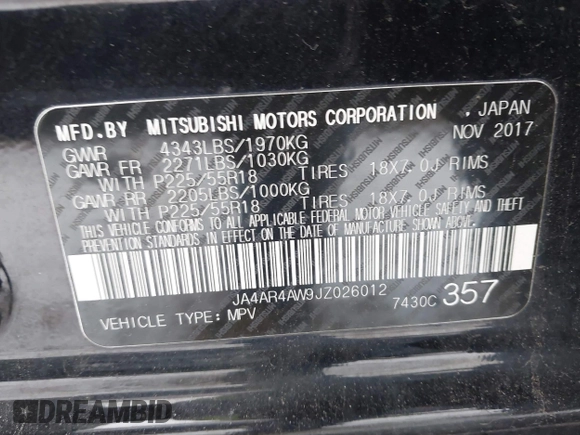 MFD.BY MITSUBISHI MOTORS CORPORATION , JAPAN
GVWR 4343LBS/1970KG NOV 2017
GAWR FR 2271LBS/1030KG
WITH P225/55R18 TIRES 18X7.0J RIMS
GAWR RR 2205LBS/1000KG
WITH P225/55R18 TIRES 18X7.0J RIMS
THIS VEHICLE CONFORMS TO ALL APPLICABLE FEDERAL MOTOR VEHICLE SAFETY AND THEFT
PREVENTION STANDARDS IN EFFECT ON THE DATE OF MANUFACTURE SHOWN ABOVE.
JA4AR4AW9JZ026012
7430C 357
VEHICLE TYPE: MPV
DREAMBID